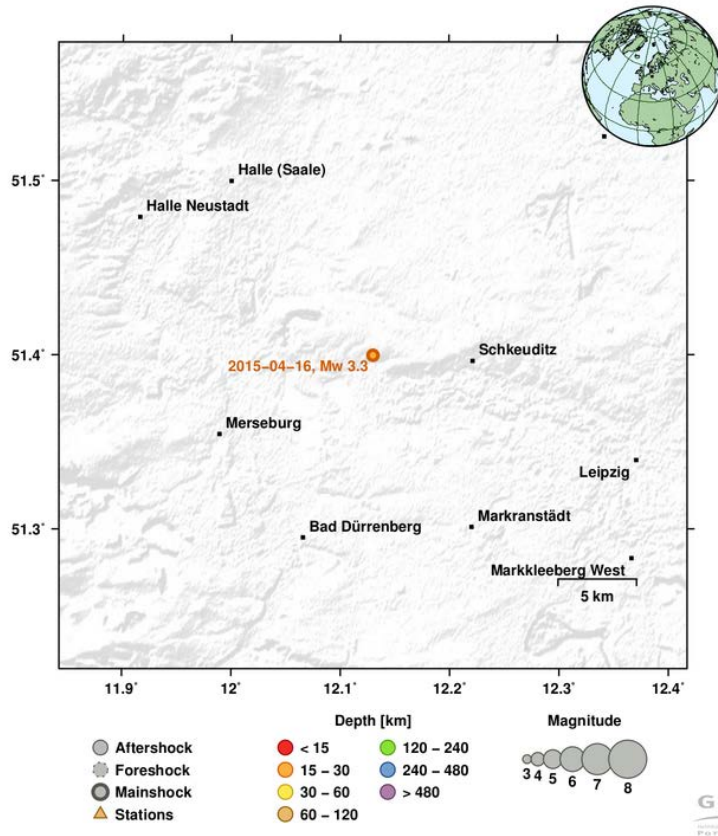 51.5˚
51.4˚
51.3˚
Halle (Saale)
Halle Neustadt
Schkeuditz
2015−04−16, Mw 3.3
Merseburg
Leipzig
Markranstädt
Bad Dürrenberg
Markkleeberg West
5 km
11.9˚ 12˚ 12.1˚ 12.2˚ 12.3˚ 12.4˚
Depth [km] Magnitude
Aftershock < 15 120 − 240
Foreshock 15 − 30 240 − 480
Mainshock 30 − 60 > 480
Stations 60 − 120
3 4 5 6 7 8
G